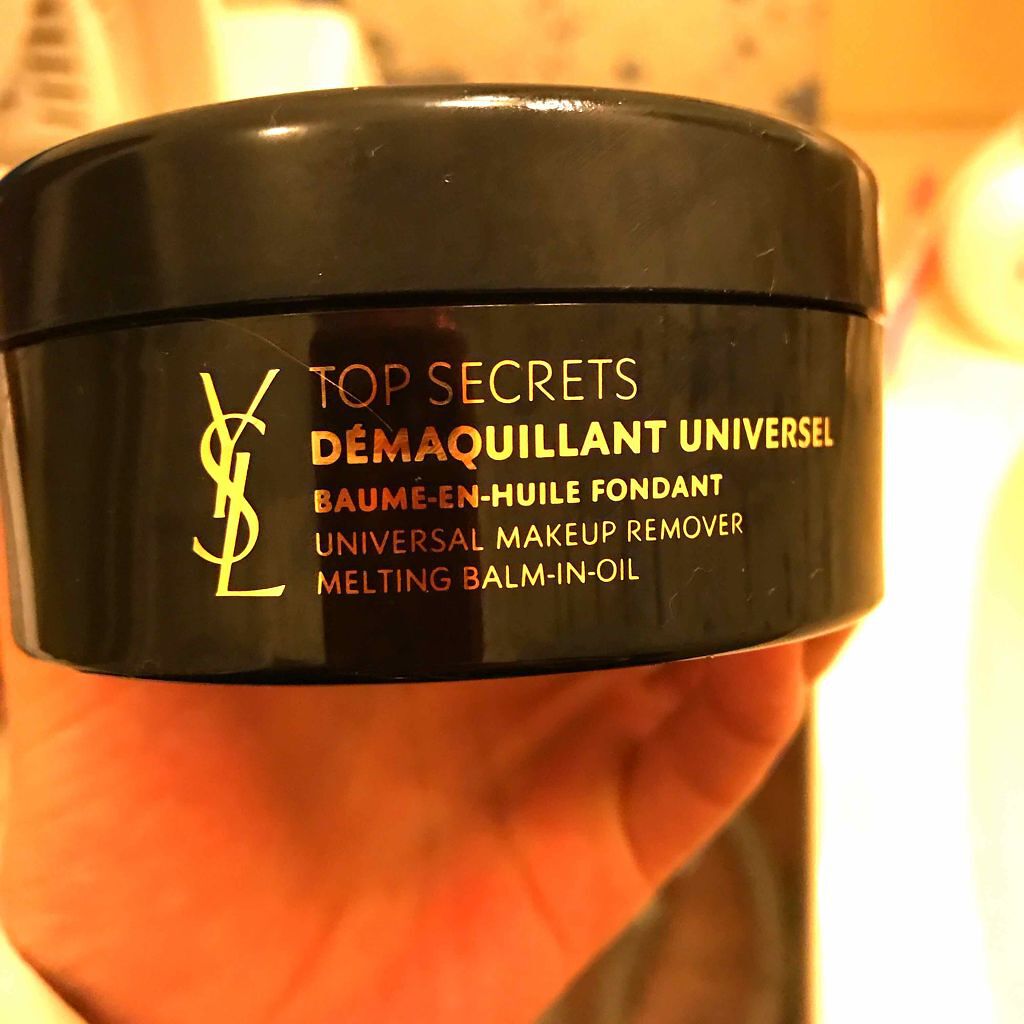 YSL
TOP SECRETS
DÉMAQUILLANT UNIVERSEL
BAUME-EN-HUILE FONDANT
UNIVERSAL MAKEUP REMOVER
MELTING BALM-IN-OIL